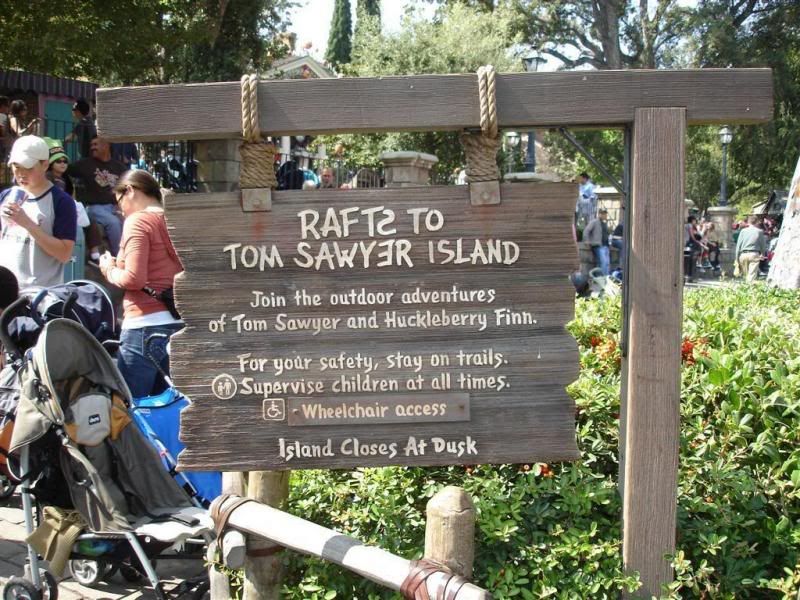 RAFTS TO
TOM SAWYER ISLAND
Join the outdoor adventures
of Tom Sawyer and Huckleberry Finn.
For your safety, stay on trails.
Supervise children at all times.
Wheelchair access
Island Closes At Dusk